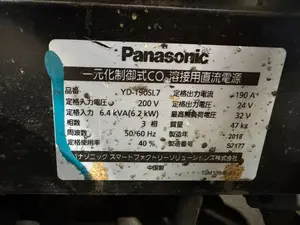 Panasonic
一元化制御式CO₂溶接用直流電源
品番 YD-190SL7 定格出力電流 190 A
定格入力電圧 200 V 定格出力電圧 24 V
定格入力 6.4 kVA(6.2 kW) 最高無負荷電圧 32 V
相数 3 相 質量 47 kg
周波数 50/60 Hz 製造年 2018
定格使用率 40 % 製造番号 S7177
パナソニック スマートファクトリーソリューションズ株式会社
中国製